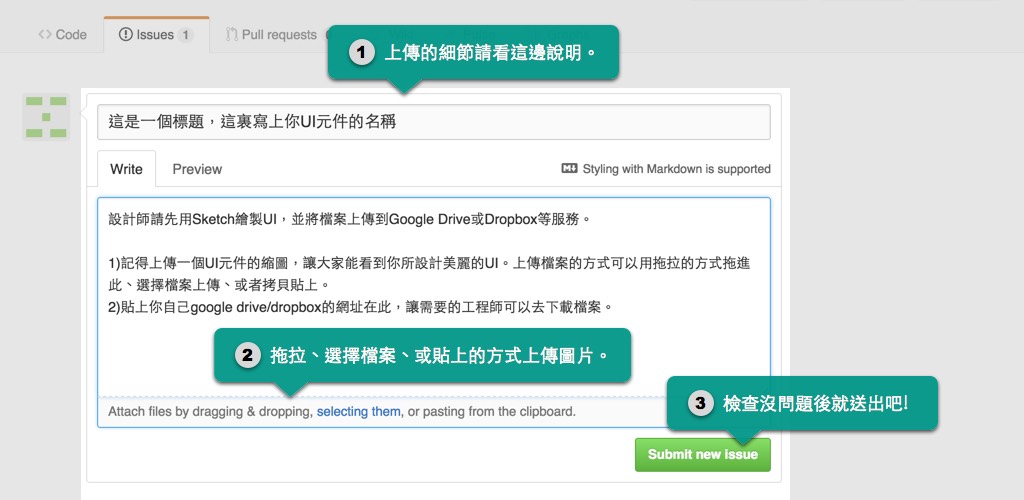 Code
Issues 1
Pull requests
1 上傳的細節請看這邊說明。
這是一個標題，這裏寫上你UI元件的名稱
Write
Preview
Styling with Markdown is supported
設計師請先用Sketch繪製UI，並將檔案上傳到Google Drive或Dropbox等服務。
1)記得上傳一個UI元件的縮圖，讓大家能看到你所設計美麗的UI。上傳檔案的方式可以用拖拉的方式拖進
此、選擇檔案上傳、或者拷貝貼上。
2)貼上你自己google drive/dropbox的網址在此，讓需要的工程師可以去下載檔案。
2 拖拉、選擇檔案、或貼上的方式上傳圖片。
Attach files by dragging & dropping, selecting them, or pasting from the clipboard.
3 檢查沒問題後就送出吧!
Submit new issue